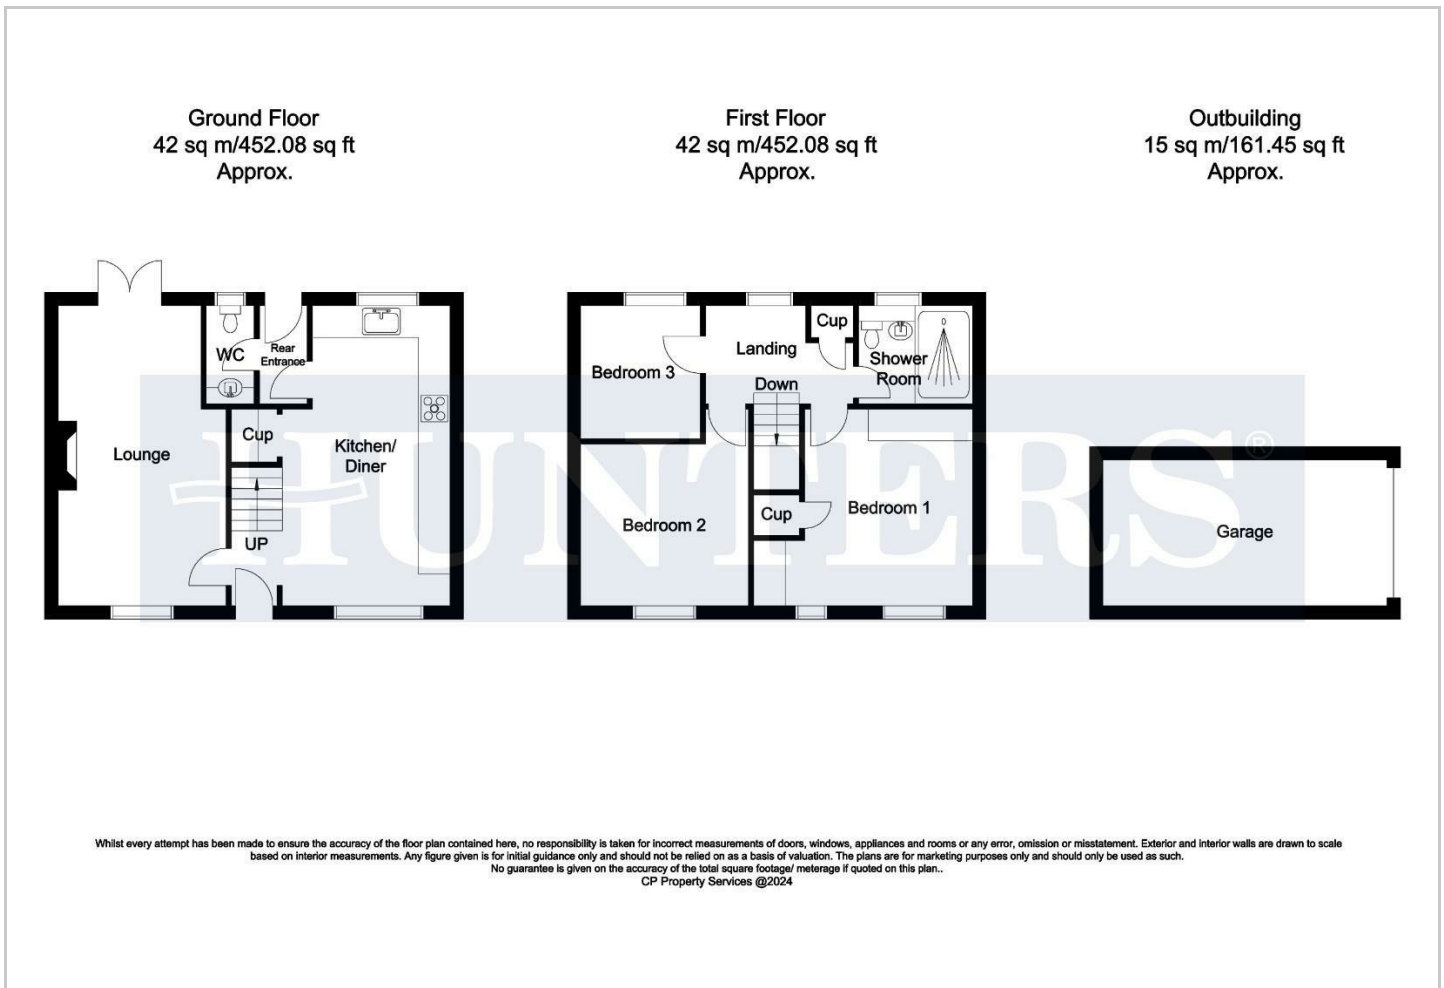 Ground Floor
42 sq m/452.08 sq ft
Approx.
First Floor
42 sq m/452.08 sq ft
Approx.
Outbuilding
15 sq m/161.45 sq ft
Approx.
WC
Rear
Entrance
Cup
Lounge
Kitchen/
Diner
UP
Bedroom 3
Landing
Cup
Shower
Room
Down
Bedroom 2
Cup
Bedroom 1
Garage
HUNTERS®
Whilst every attempt has been made to ensure the accuracy of the floor plan contained here, no responsibility is taken for incorrect measurements of doors, windows, appliances and rooms or any error, omission or misstatement. Exterior and interior walls are drawn to scale
based on interior measurements. Any figure given is for initial guidance only and should not be relied on as a basis of valuation. The plans are for marketing purposes only and should only be used as such.
No guarantee is given on the accuracy of the total square footage/ meterage if quoted on this plan..
CP Property Services @2024